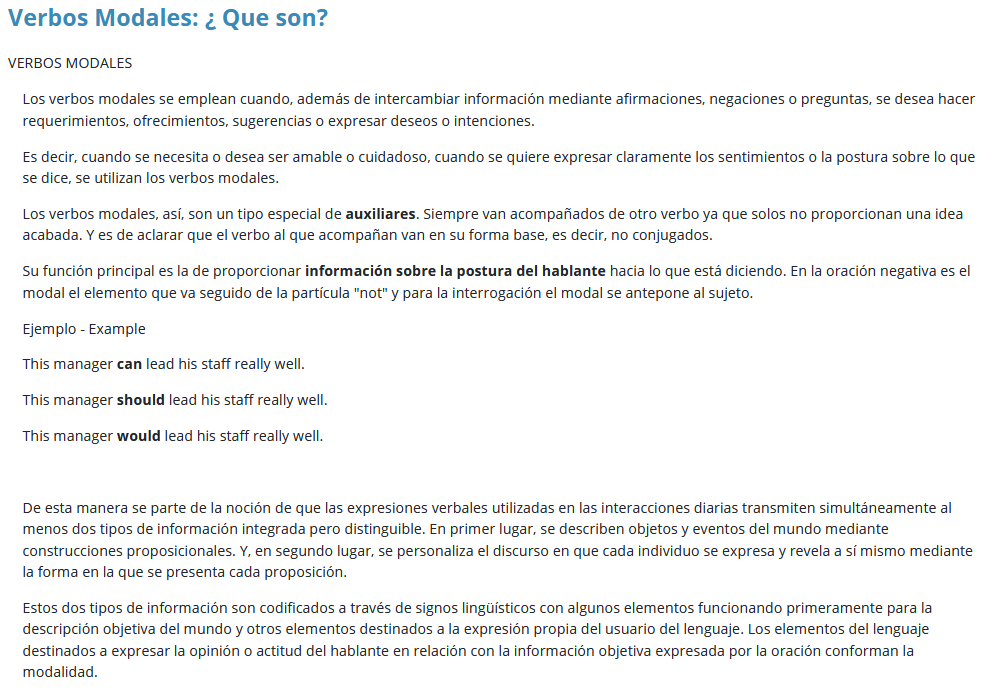 Verbos Modales: ¿ Que son?
VERBOS MODALES
Los verbos modales se emplean cuando, además de intercambiar información mediante afirmaciones, negaciones o preguntas, se desea hacer
requerimientos, ofrecimientos, sugerencias o expresar deseos o intenciones.
Es decir, cuando se necesita o desea ser amable o cuidadoso, cuando se quiere expresar claramente los sentimientos o la postura sobre lo que
se dice, se utilizan los verbos modales.
Los verbos modales, así, son un tipo especial de auxiliares. Siempre van acompañados de otro verbo ya que solos no proporcionan una idea
acabada. Y es de aclarar que el verbo al que acompañan van en su forma base, es decir, no conjugados.
Su función principal es la de proporcionar información sobre la postura del hablante hacia lo que está diciendo. En la oración negativa es el
modal el elemento que va seguido de la partícula "not" y para la interrogación el modal se antepone al sujeto.
Ejemplo - Example
This manager can lead his staff really well.
This manager should lead his staff really well.
This manager would lead his staff really well.
De esta manera se parte de la noción de que las expresiones verbales utilizadas en las interacciones diarias transmiten simultáneamente al
menos dos tipos de información integrada pero distinguible. En primer lugar, se describen objetos y eventos del mundo mediante
construcciones proposicionales. Y, en segundo lugar, se personaliza el discurso en que cada individuo se expresa y revela a sí mismo mediante
la forma en la que se presenta cada proposición.
Estos dos tipos de información son codificados a través de signos lingüísticos con algunos elementos funcionando primeramente para la
descripción objetiva del mundo y otros elementos destinados a la expresión propia del usuario del lenguaje. Los elementos del lenguaje
destinados a expresar la opinión o actitud del hablante en relación con la información objetiva expresada por la oración conforman la
modalidad.